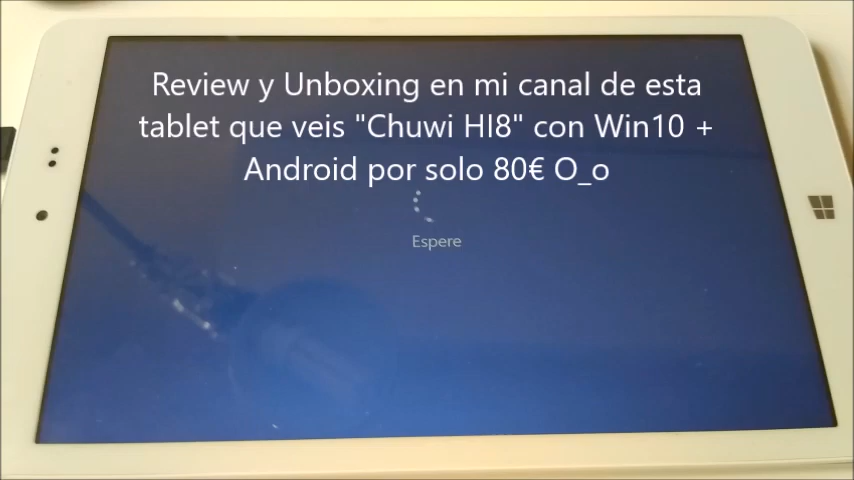 Review y Unboxing en mi canal de esta
tablet que veis "Chuwi HI8" con Win10 +
Android por solo 80€ O_o
Espere